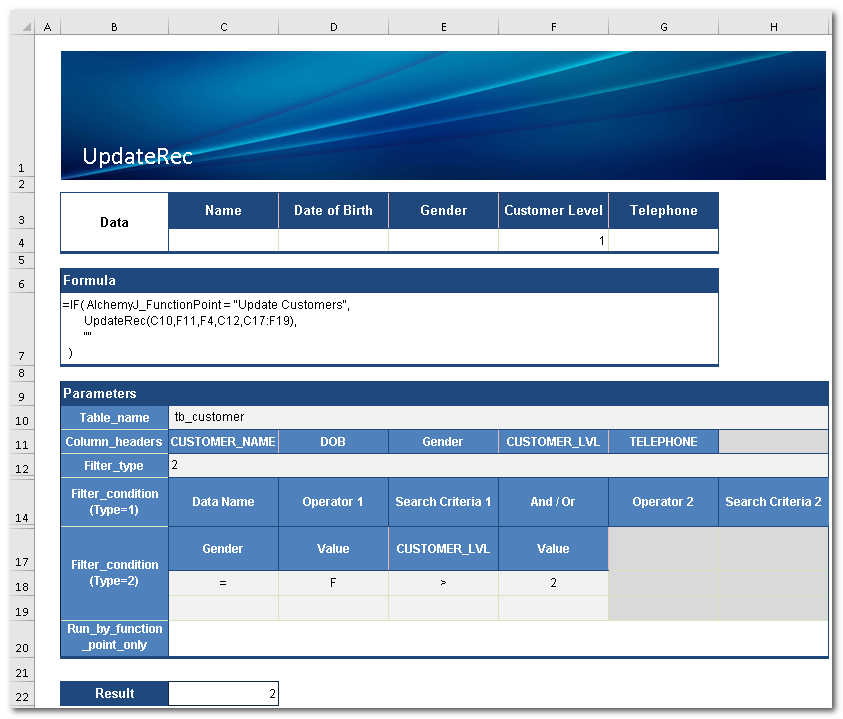 A B C D E F G H
1
UpdateRec
2
3 Data Name Date of Birth Gender Customer Level Telephone
4 1
5
6 Formula
=IF( AlchemyJ_FunctionPoint = "Update Customers",
UpdateRec(C10,F11,F4,C12,C17:F19),
""
7 )
8
9 Parameters
10 Table_name tb_customer
11 Column_headers CUSTOMER_NAME DOB Gender CUSTOMER_LVL TELEPHONE
12 Filter_type 2
14 Filter_condition Data Name Operator 1 Search Criteria 1 And / Or Operator 2 Search Criteria 2
(Type=1)
17 Gender Value CUSTOMER_LVL Value
Filter_condition
(Type=2)
18 = F > 2
19
20 Run_by_function
_point_only
21
22 Result 2